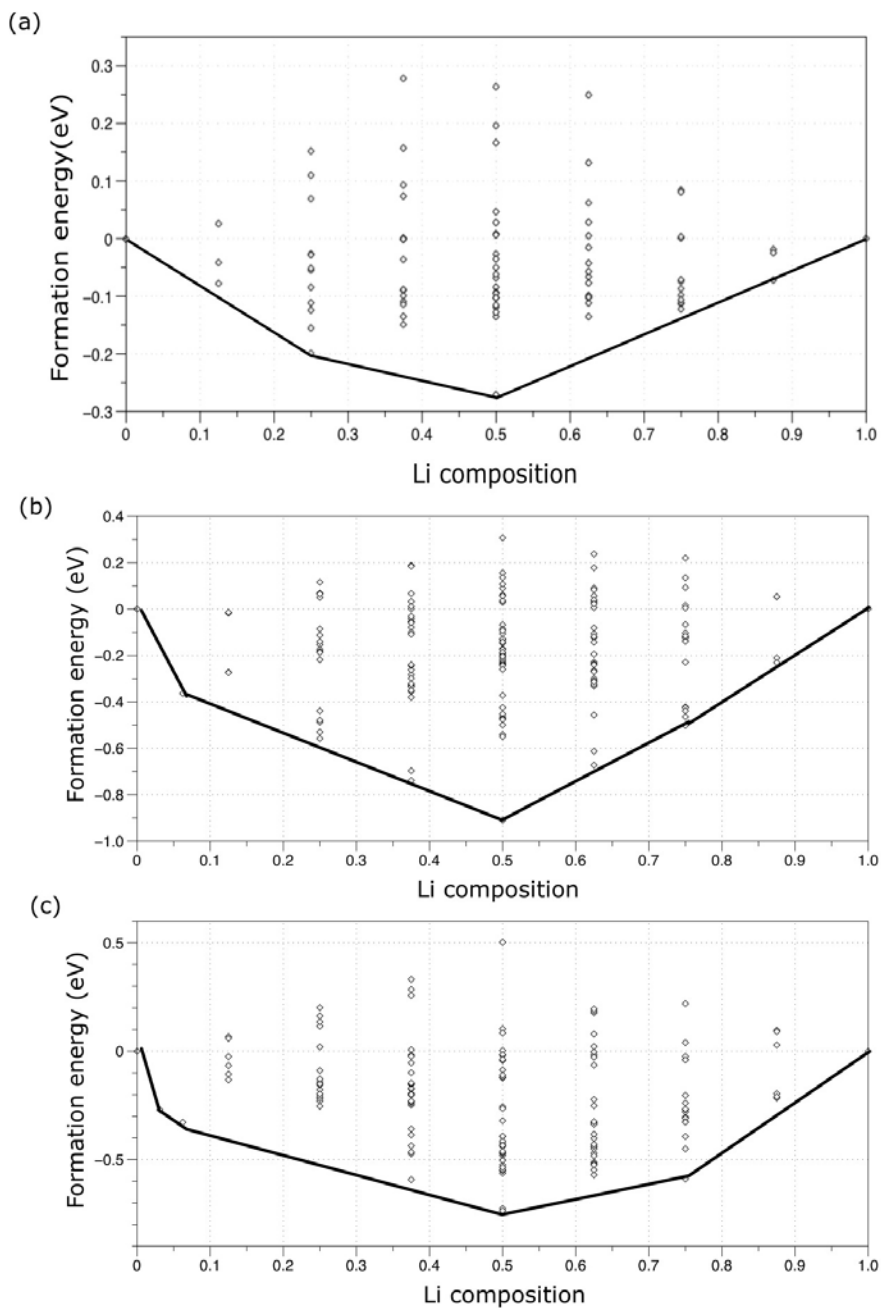 (a)
Formation energy(eV)
0.3
0.2
0.1
0
−0.1
−0.2
−0.3
0 0.1 0.2 0.3 0.4 0.5 0.6 0.7 0.8 0.9 1.0
Li composition
(b)
Formation energy (eV)
0.4
0.2
0
−0.2
−0.4
−0.6
−0.8
−1.0
0 0.1 0.2 0.3 0.4 0.5 0.6 0.7 0.8 0.9 1.0
Li composition
(c)
Formation energy (eV)
0.5
0
−0.5
0 0.1 0.2 0.3 0.4 0.5 0.6 0.7 0.8 0.9 1.0
Li composition